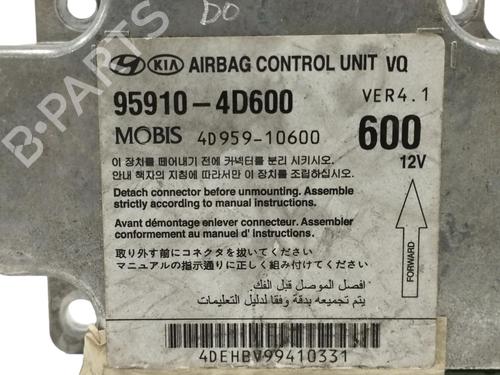 DO
HYUNDAI KIA AIRBAG CONTROL UNIT VQ
95910-4D600 VER4.1
MOBIS 4D959-10600 600
12V
이 장치를 떼어내기 전에 커넥터를 분리 시키시오.
안내 책자의 지침에 따라서만 이 장치를 조립하십시오.
Detach connector before unmounting. Assemble
strictly according to manual instructions.
Avant démontage enlever connecteur. Assembler
conformement au manuel d' instructions.
取り外す前にコネクタを抜いてください
マニュアルの指示通りに正しく組み付けてください
افصل الموصل قبل الفك.
يتم تجميعه بدقة وفقا لدليل التعليمات
FORWARD
4DEHBV99410331
B-PARTS